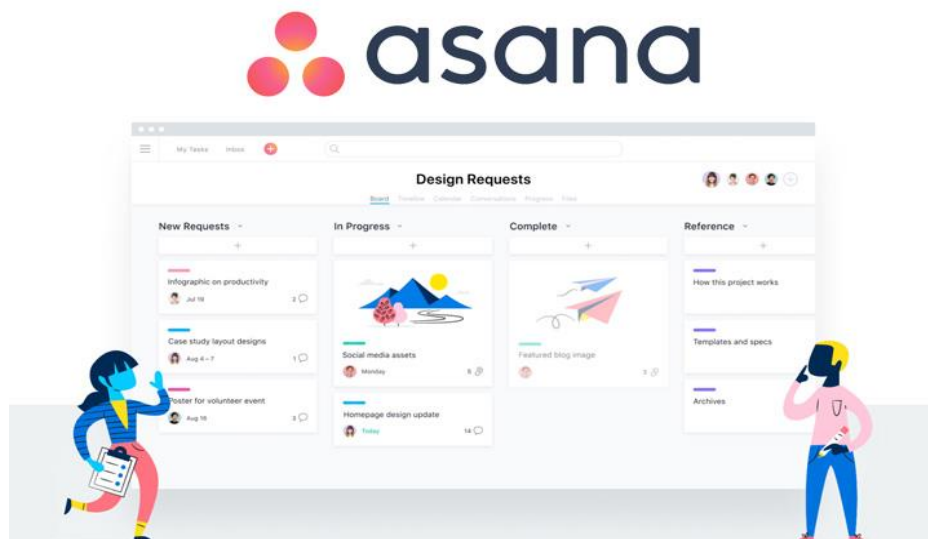 asana
My Tasks Inbox
Design Requests
Board Timeline Calendar Conversations Progress Files
New Requests
In Progress
Complete
Reference
Infographic on productivity
Jul 19
2
Case study layout designs
Aug 4 – 7
1
Poster for volunteer event
Aug 16
3
Social media assets
Monday
Homepage design update
Today
14
Featured blog image
How this project works
Templates and specs
Archives